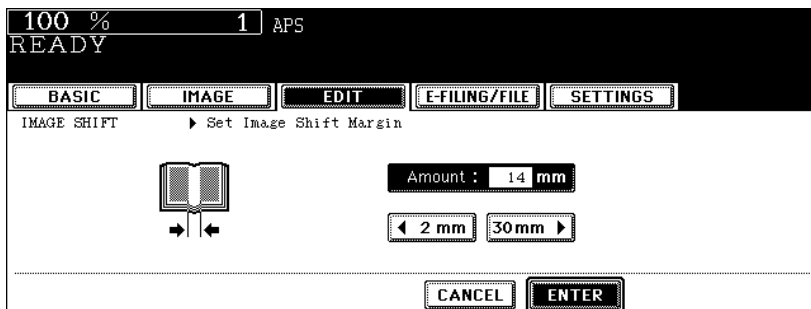 100 % 1 APS
READY
BASIC IMAGE EDIT E-FILING/FILE SETTINGS
IMAGE SHIFT Set Image Shift Margin
Amount : 14 mm
2 mm 30mm
CANCEL ENTER